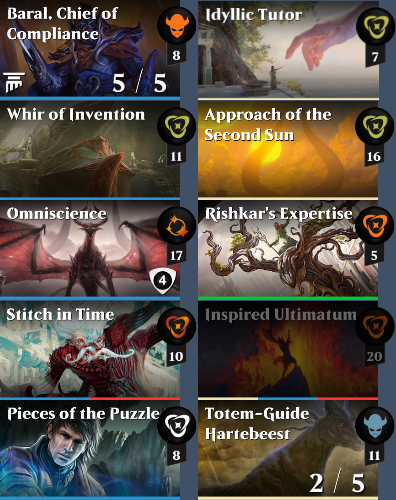 Baral, Chief of
Compliance
8
5 / 5
Idyllic Tutor
7
Whir of Invention
11
Approach of the
Second Sun
16
Omniscience
17
4
Rishkar's Expertise
5
Stitch in Time
10
Inspired Ultimatum
20
Pieces of the Puzzle
8
Totem-Guide
Hartebeest
11
2 / 5